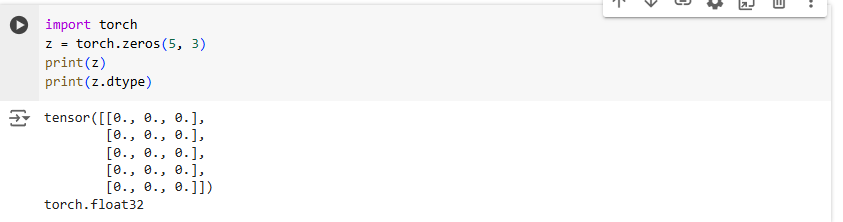 import torch
z = torch.zeros(5, 3)
print(z)
print(z.dtype)
tensor([[0., 0., 0.],
        [0., 0., 0.],
        [0., 0., 0.],
        [0., 0., 0.],
        [0., 0., 0.]])
torch.float32